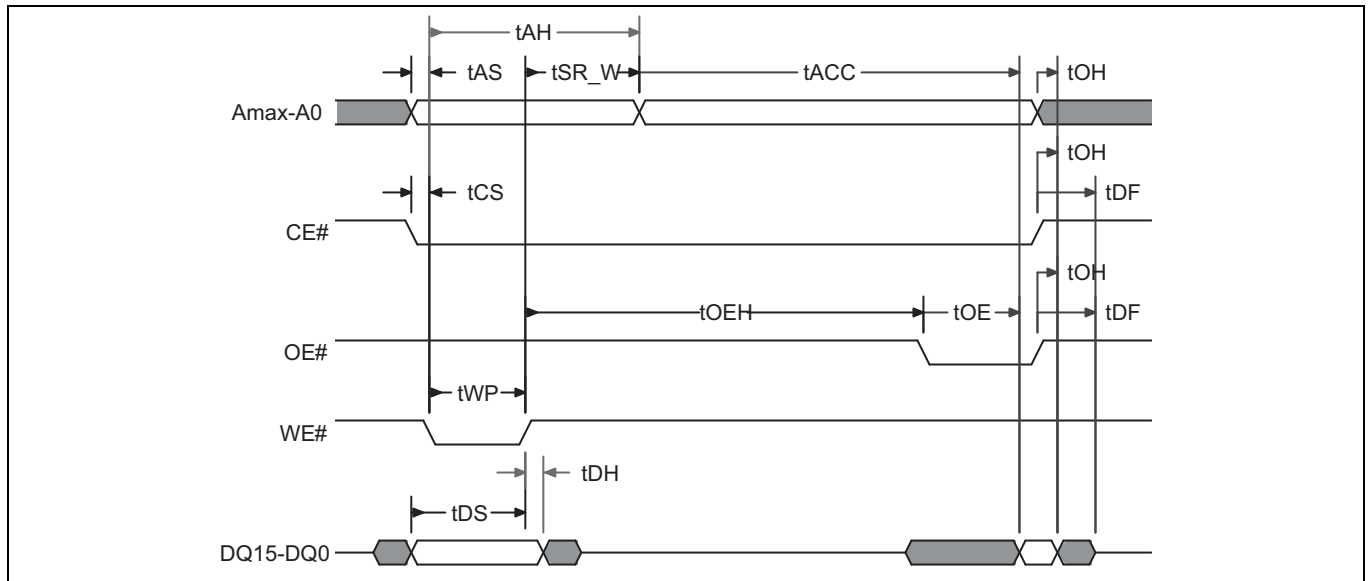 tAH
tAS tSR_W tACC tOH
Amax-A0
tOH
tCS tDF
CE#
tOH
tOEH tOE tDF
OE#
tWP
WE#
tDH
tDS
DQ15-DQ0